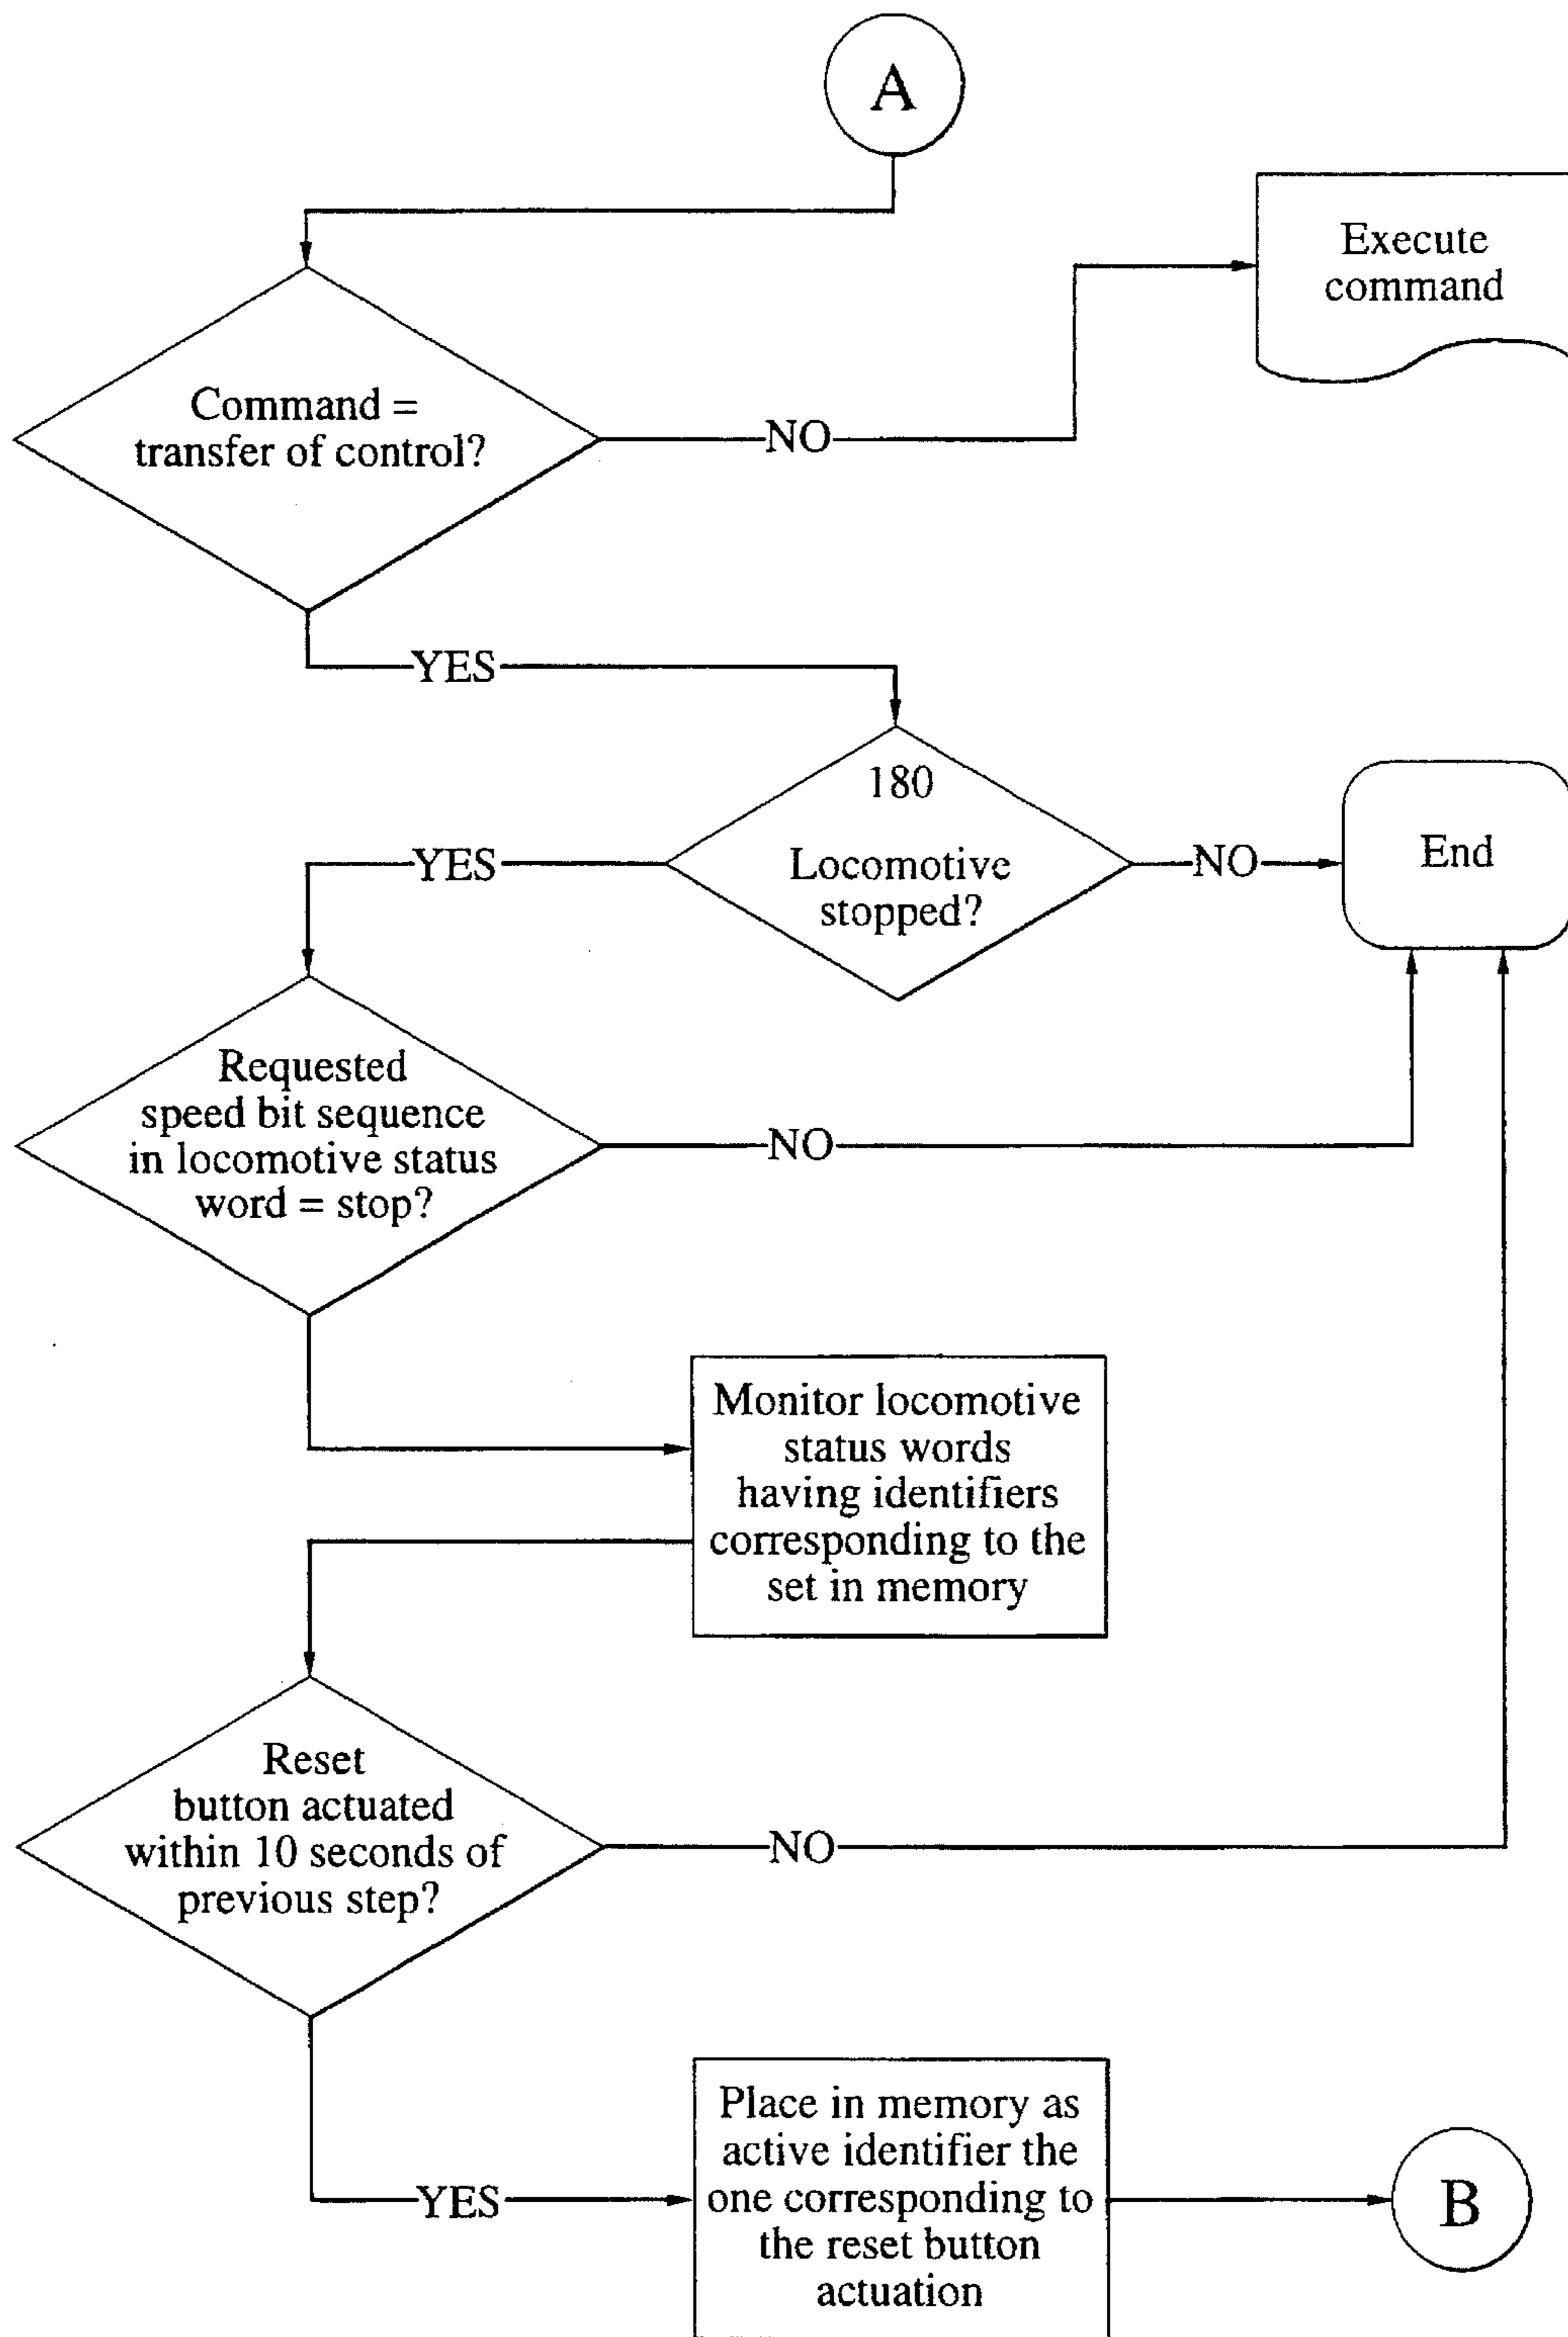 A
Execute
command
Command =
transfer of control?
NO
YES
180
Locomotive
stopped?
YES
NO
End
Requested
speed bit sequence
in locomotive status
word = stop?
NO
Monitor locomotive
status words
having identifiers
corresponding to the
set in memory
Reset
button actuated
within 10 seconds of
previous step?
NO
YES
Place in memory as
active identifier the
one corresponding to
the reset button
actuation
B